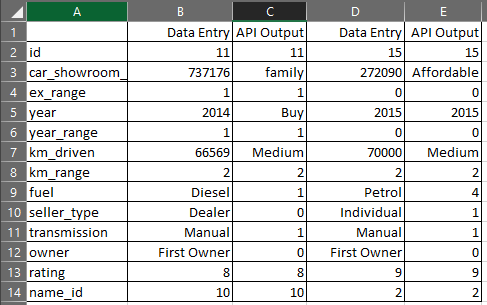 A B C D E
1 Data Entry API Output Data Entry API Output
2 id 11 11 15 15
3 car_showroom_ 737176 family 272090 Affordable
4 ex_range 1 1 0 0
5 year 2014 Buy 2015 2015
6 year_range 1 1 0 0
7 km_driven 66569 Medium 70000 Medium
8 km_range 2 2 2 2
9 fuel Diesel 1 Petrol 4
10 seller_type Dealer 0 Individual 1
11 transmission Manual 1 Manual 1
12 owner First Owner 0 First Owner 0
13 rating 8 8 9 9
14 name_id 10 10 2 2